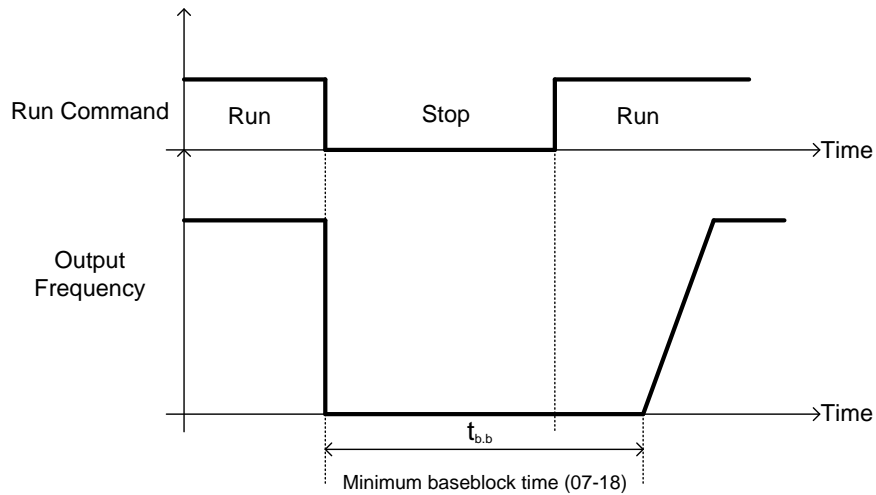 Run Command
Run
Stop
Run
Time
Output
Frequency
Time
tb.b
Minimum baseblock time (07-18)